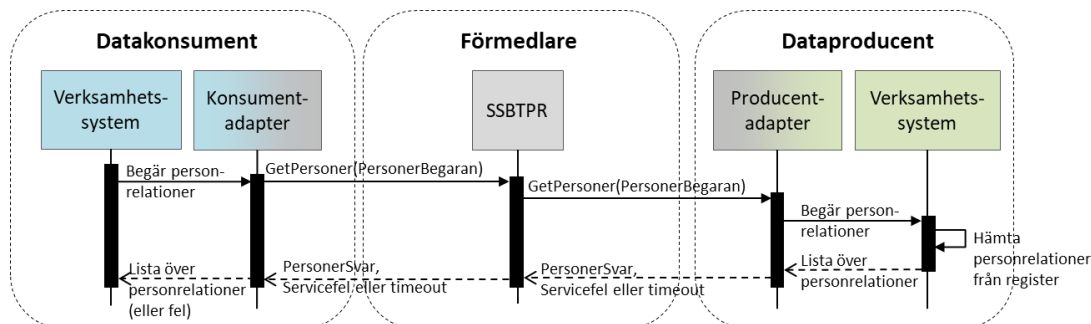 Datakonsument
Förmedlare
Dataproducent
Verksamhets-
system
Konsument-
adapter
SSBTPR
Producent-
adapter
Verksamhets-
system
Begär person-
relationer
GetPersoner(PersonerBegaran)
GetPersoner(PersonerBegaran)
Begär person-
relationer
Hämta
personrelationer
från register
Lista över
personrelationer
PersonerSvar,
Servicefel eller timeout
PersonerSvar,
Servicefel eller timeout
Lista över
personrelationer
(eller fel)